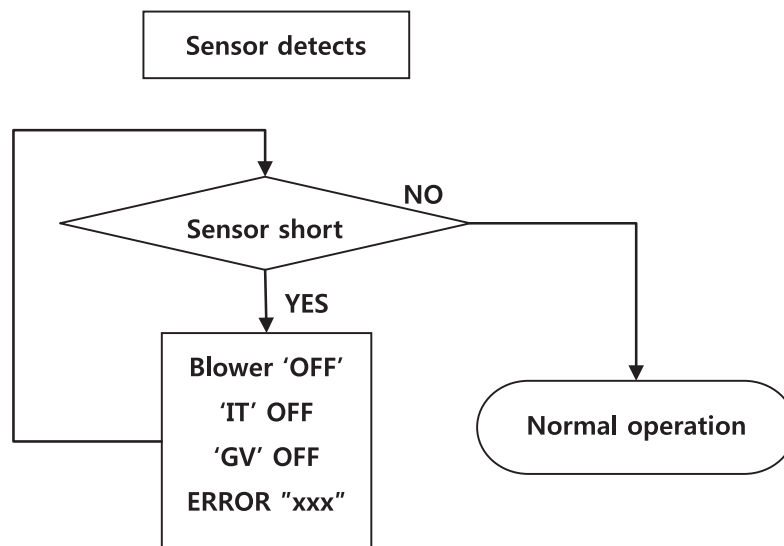 Sensor detects
NO
Sensor short
YES
Blower ‘OFF’
‘IT’ OFF
‘GV’ OFF
ERROR ”xxx”
Normal operation